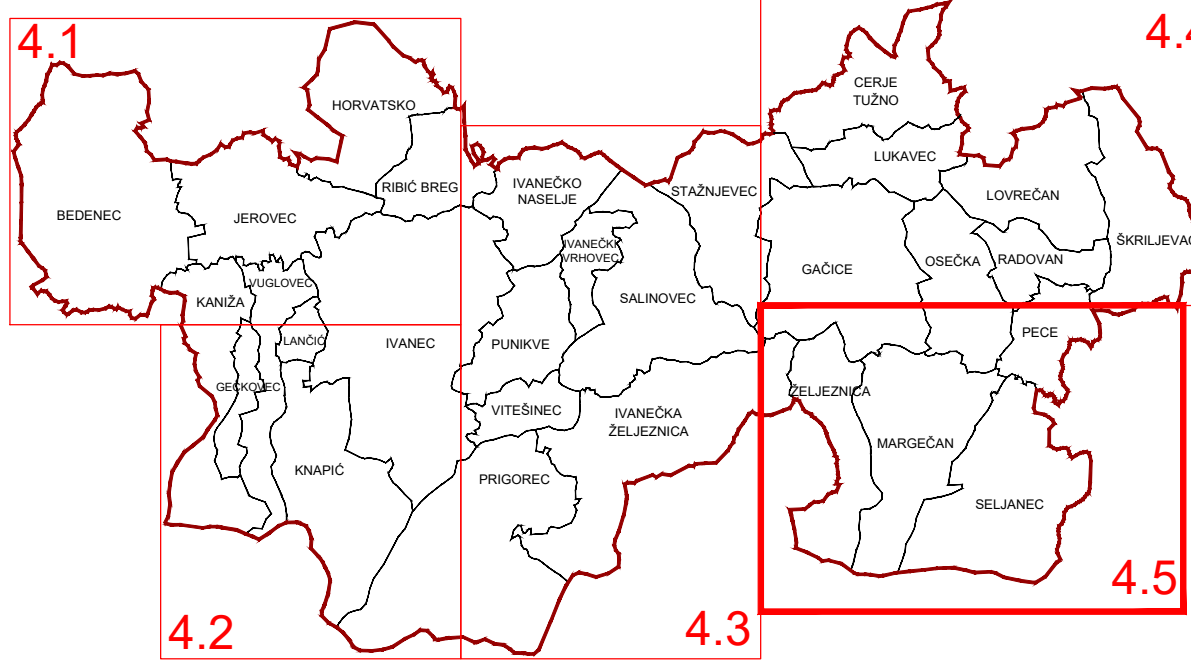 4.1
4.4
HORVATSKO
CERJE
TUŽNO
LUKAVEC
RIBIĆ BREG
IVANEČKO
NASELJE
STAŽNJEVEC
LOVREČAN
BEDENEC
JEROVEC
IVANEČKI
VRHOVEC
ŠKRILJEVAC
GAČICE
OSEČKA
RADOVAN
VUGLOVEC
KANIŽA
SALINOVEC
LANČIĆ
IVANEC
PUNIKVE
PECE
GEČKOVEC
ŽELJEZNICA
VITEŠINEC
IVANEČKA
ŽELJEZNICA
MARGEČAN
KNAPIĆ
PRIGOREC
SELJANEC
4.5
4.2
4.3